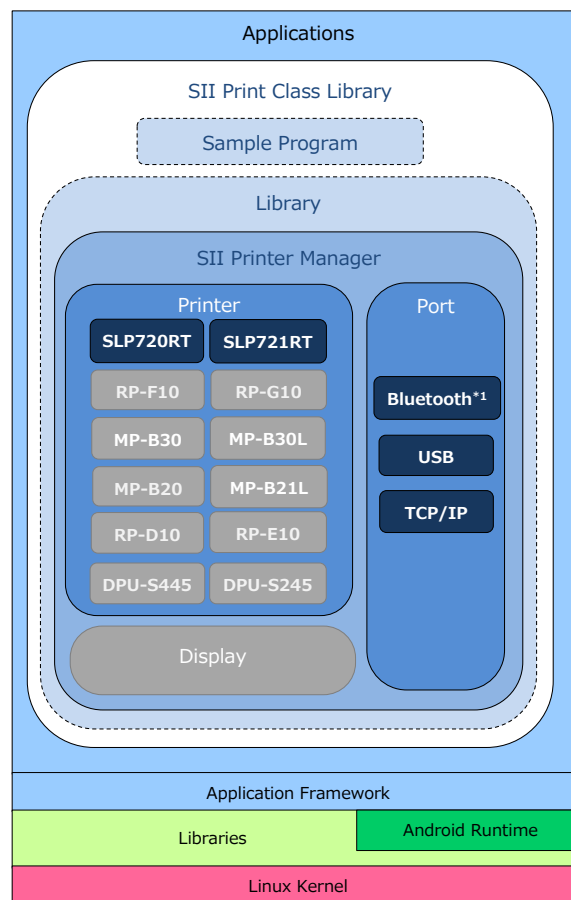 Applications
SII Print Class Library
Sample Program
Library
SII Printer Manager
Printer
Port
SLP720RT SLP721RT
RP-F10 RP-G10
Bluetooth*1
MP-B30 MP-B30L
USB
MP-B20 MP-B21L
TCP/IP
RP-D10 RP-E10
DPU-S445 DPU-S245
Display
Application Framework
Android Runtime
Libraries
Linux Kernel